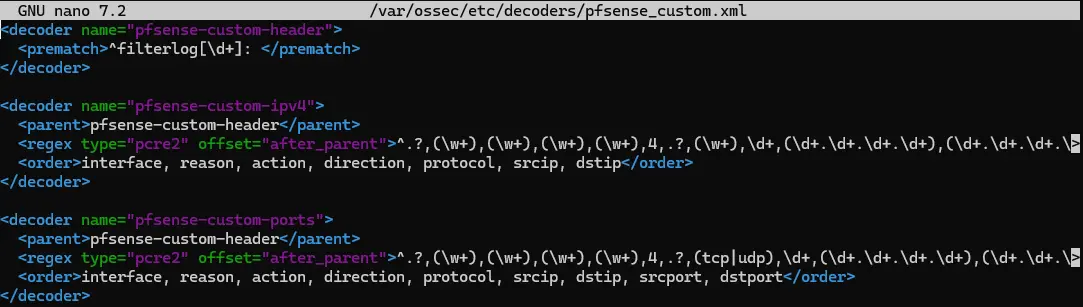 GNU nano 7.2 /var/ossec/etc/decoders/pfsense_custom.xml
<decoder name="pfsense-custom-header">
  <prematch>^filterlog[\d+]: </prematch>
</decoder>

<decoder name="pfsense-custom-ipv4">
  <parent>pfsense-custom-header</parent>
  <regex type="pcre2" offset="after_parent">^.?,(\w+),(\w+),(\w+),(\w+),4,.?,(\w+),\d+,(\d+.\d+.\d+.\d+),(\d+.\d+.\d+.\>
  <order>interface, reason, action, direction, protocol, srcip, dstip</order>
</decoder>

<decoder name="pfsense-custom-ports">
  <parent>pfsense-custom-header</parent>
  <regex type="pcre2" offset="after_parent">^.?,(\w+),(\w+),(\w+),(\w+),4,.?,(tcp|udp),\d+,(\d+.\d+.\d+.\d+),(\d+.\d+.\>
  <order>interface, reason, action, direction, protocol, srcip, dstip, srcport, dstport</order>
</decoder>